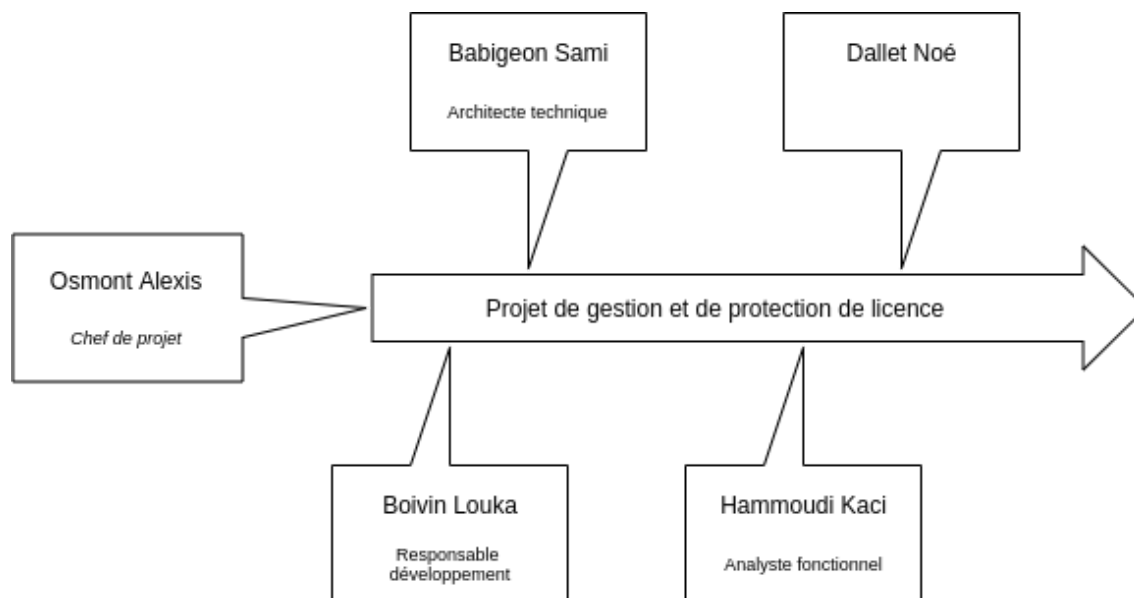 Babigeon Sami
Architecte technique
Dallet Noé
Osmont Alexis
Chef de projet
Projet de gestion et de protection de licence
Boivin Louka
Responsable
développement
Hammoudi Kaci
Analyste fonctionnel